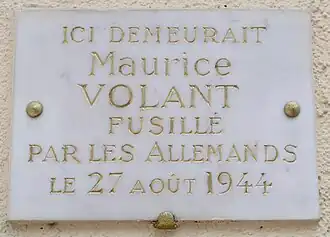 ICI DEMEURAIT
Maurice
VOLANT
FUSILLÉ
PAR LES ALLEMANDS
LE 27 AOÛT 1944